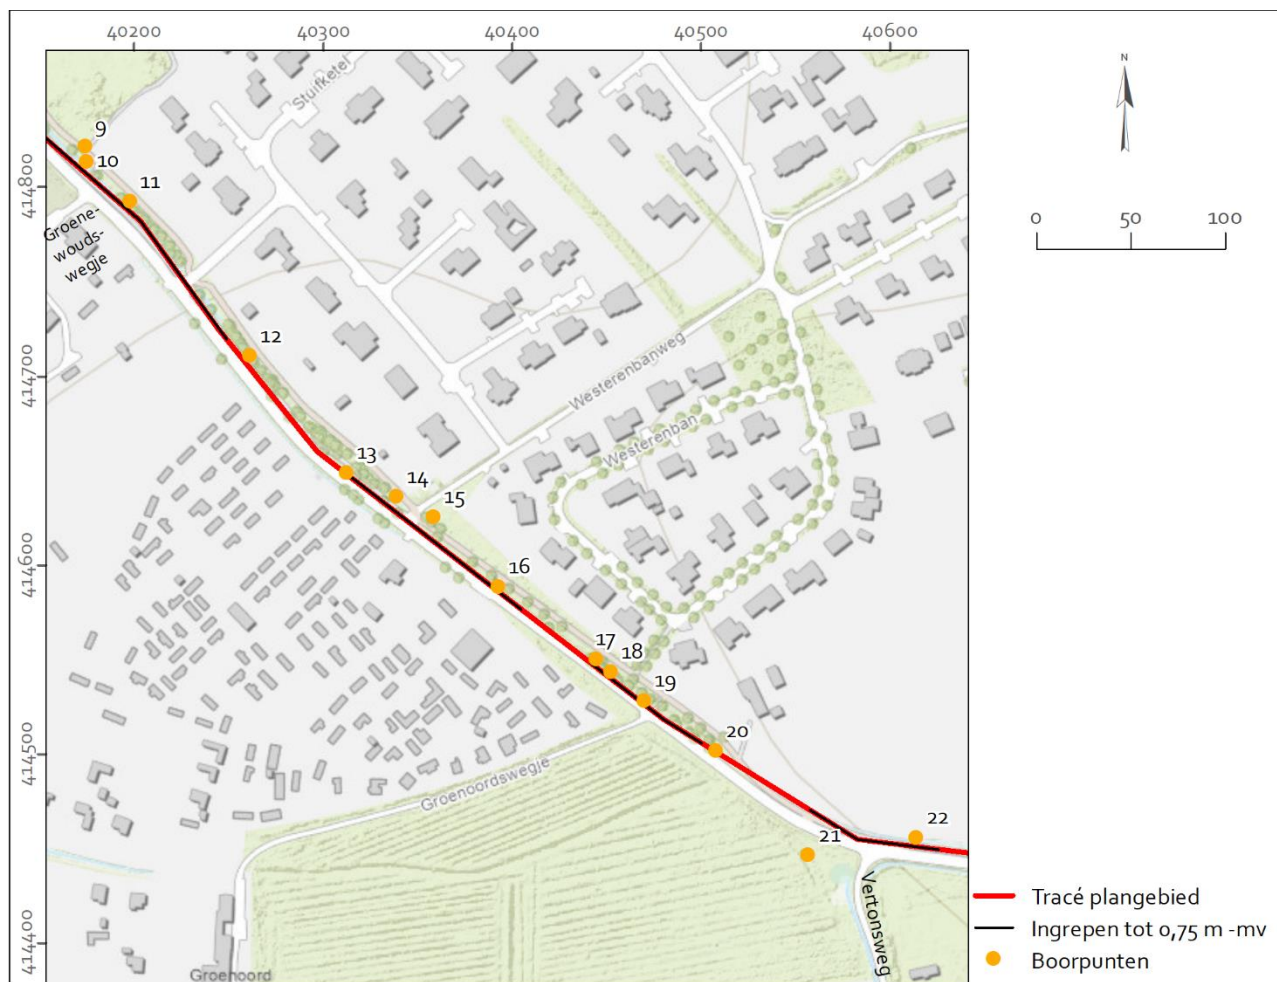 40200 40300 40400 40500 40600
N
Stuifketel
9
10
414800
11
Groene-
wouds-
wegje
0 50 100
12
414700
Westerenbanweg
Westerenban
13
14
15
414600
16
17
18
19
20
414500
Groenoordswegje
22
21
Vertonsweg
Tracé plangebied
Ingrepen tot 0,75 m -mv
Boorpunten
414400
Groenoord